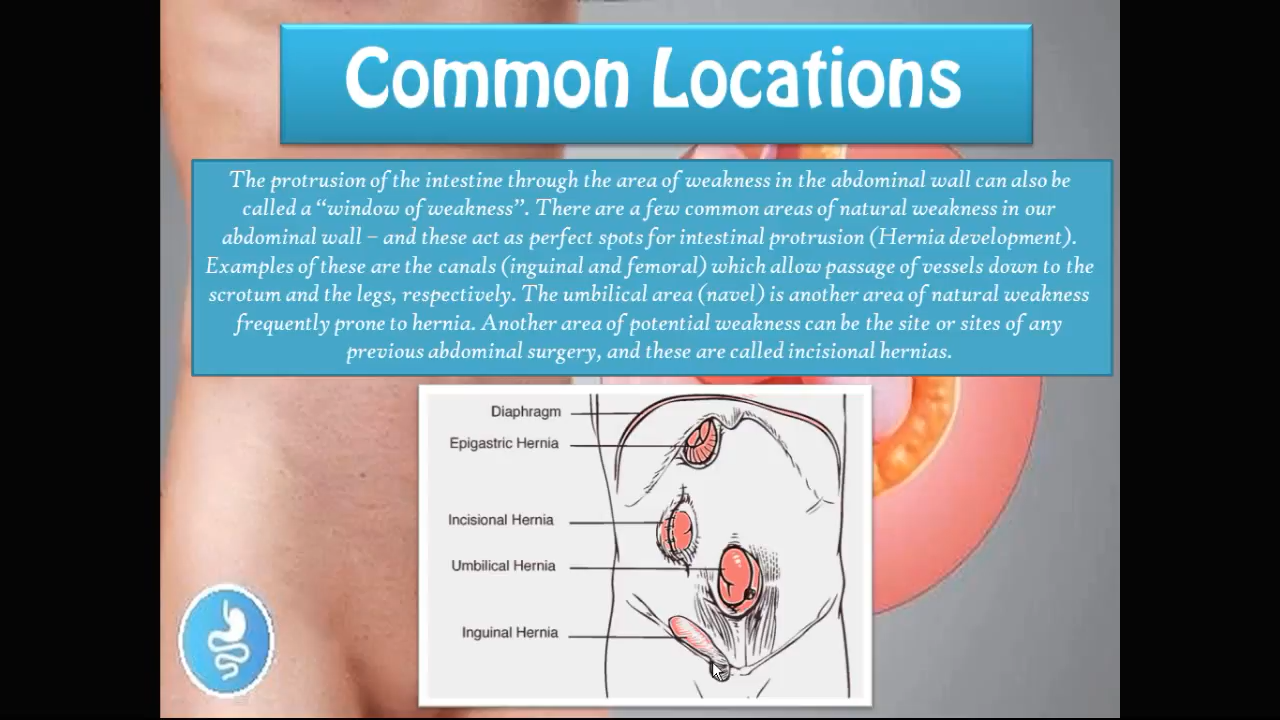 Common Locations
The protrusion of the intestine through the area of weakness in the abdominal wall can also be
called a “window of weakness”. There are a few common areas of natural weakness in our
abdominal wall – and these act as perfect spots for intestinal protrusion (Hernia development).
Examples of these are the canals (inguinal and femoral) which allow passage of vessels down to the
scrotum and the legs, respectively. The umbilical area (navel) is another area of natural weakness
frequently prone to hernia. Another area of potential weakness can be the site or sites of any
previous abdominal surgery, and these are called incisional hernias.
Diaphragm
Epigastric Hernia
Incisional Hernia
Umbilical Hernia
Inguinal Hernia